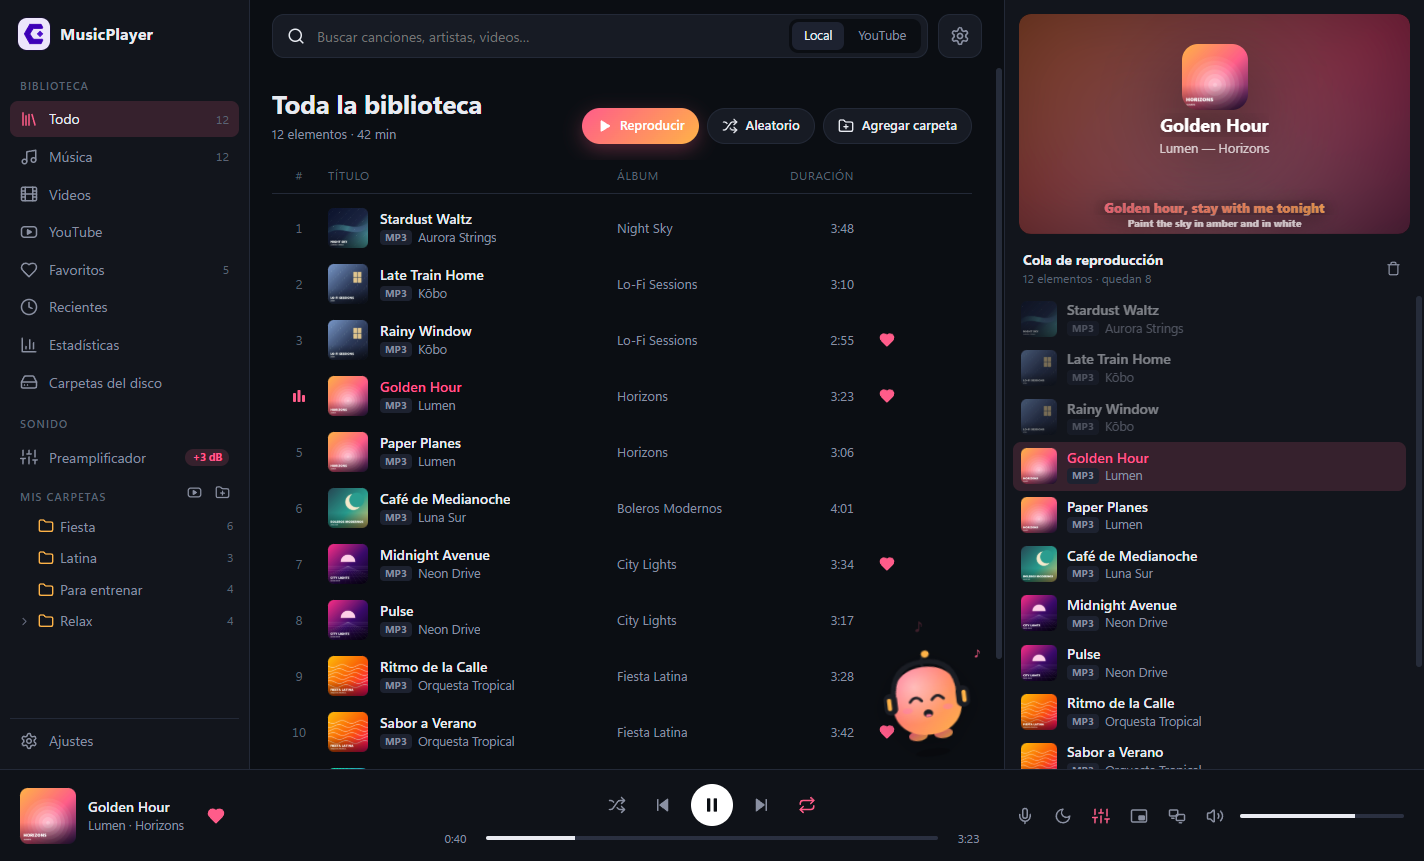 MusicPlayer
BIBLIOTECA
Todo 12
Música 12
Videos
YouTube
Favoritos 5
Recientes
Estadísticas
Carpetas del disco
SONIDO
Preamplificador +3 dB
MIS CARPETAS
Fiesta 6
Latina 3
Para entrenar 4
Relax 4
Ajustes
Buscar canciones, artistas, videos...
Local YouTube
Toda la biblioteca
12 elementos · 42 min
Reproducir
Aleatorio
Agregar carpeta
# TÍTULO ÁLBUM DURACIÓN
1 Stardust Waltz Night Sky 3:48
MP3 Aurora Strings
2 Late Train Home Lo-Fi Sessions 3:10
MP3 Kōbo
3 Rainy Window Lo-Fi Sessions 2:55
MP3 Kōbo
Golden Hour Horizons 3:23
MP3 Lumen
5 Paper Planes Horizons 3:06
MP3 Lumen
6 Café de Medianoche Boleros Modernos 4:01
MP3 Luna Sur
7 Midnight Avenue City Lights 3:34
MP3 Neon Drive
8 Pulse City Lights 3:17
MP3 Neon Drive
9 Ritmo de la Calle Fiesta Latina 3:28
MP3 Orquesta Tropical
10 Sabor a Verano Fiesta Latina 3:42
MP3 Orquesta Tropical
HORIZONS
Golden Hour
Lumen — Horizons
Golden hour, stay with me tonight
Paint the sky in amber and in white
Cola de reproducción
12 elementos · quedan 8
Stardust Waltz
MP3 Aurora Strings
Late Train Home
MP3 Kōbo
Rainy Window
MP3 Kōbo
Golden Hour
MP3 Lumen
Paper Planes
MP3 Lumen
Café de Medianoche
MP3 Luna Sur
Midnight Avenue
MP3 Neon Drive
Pulse
MP3 Neon Drive
Ritmo de la Calle
MP3 Orquesta Tropical
Sabor a Verano
MP3 Orquesta Tropical
HORIZONS
Golden Hour
Lumen · Horizons
0:40 3:23